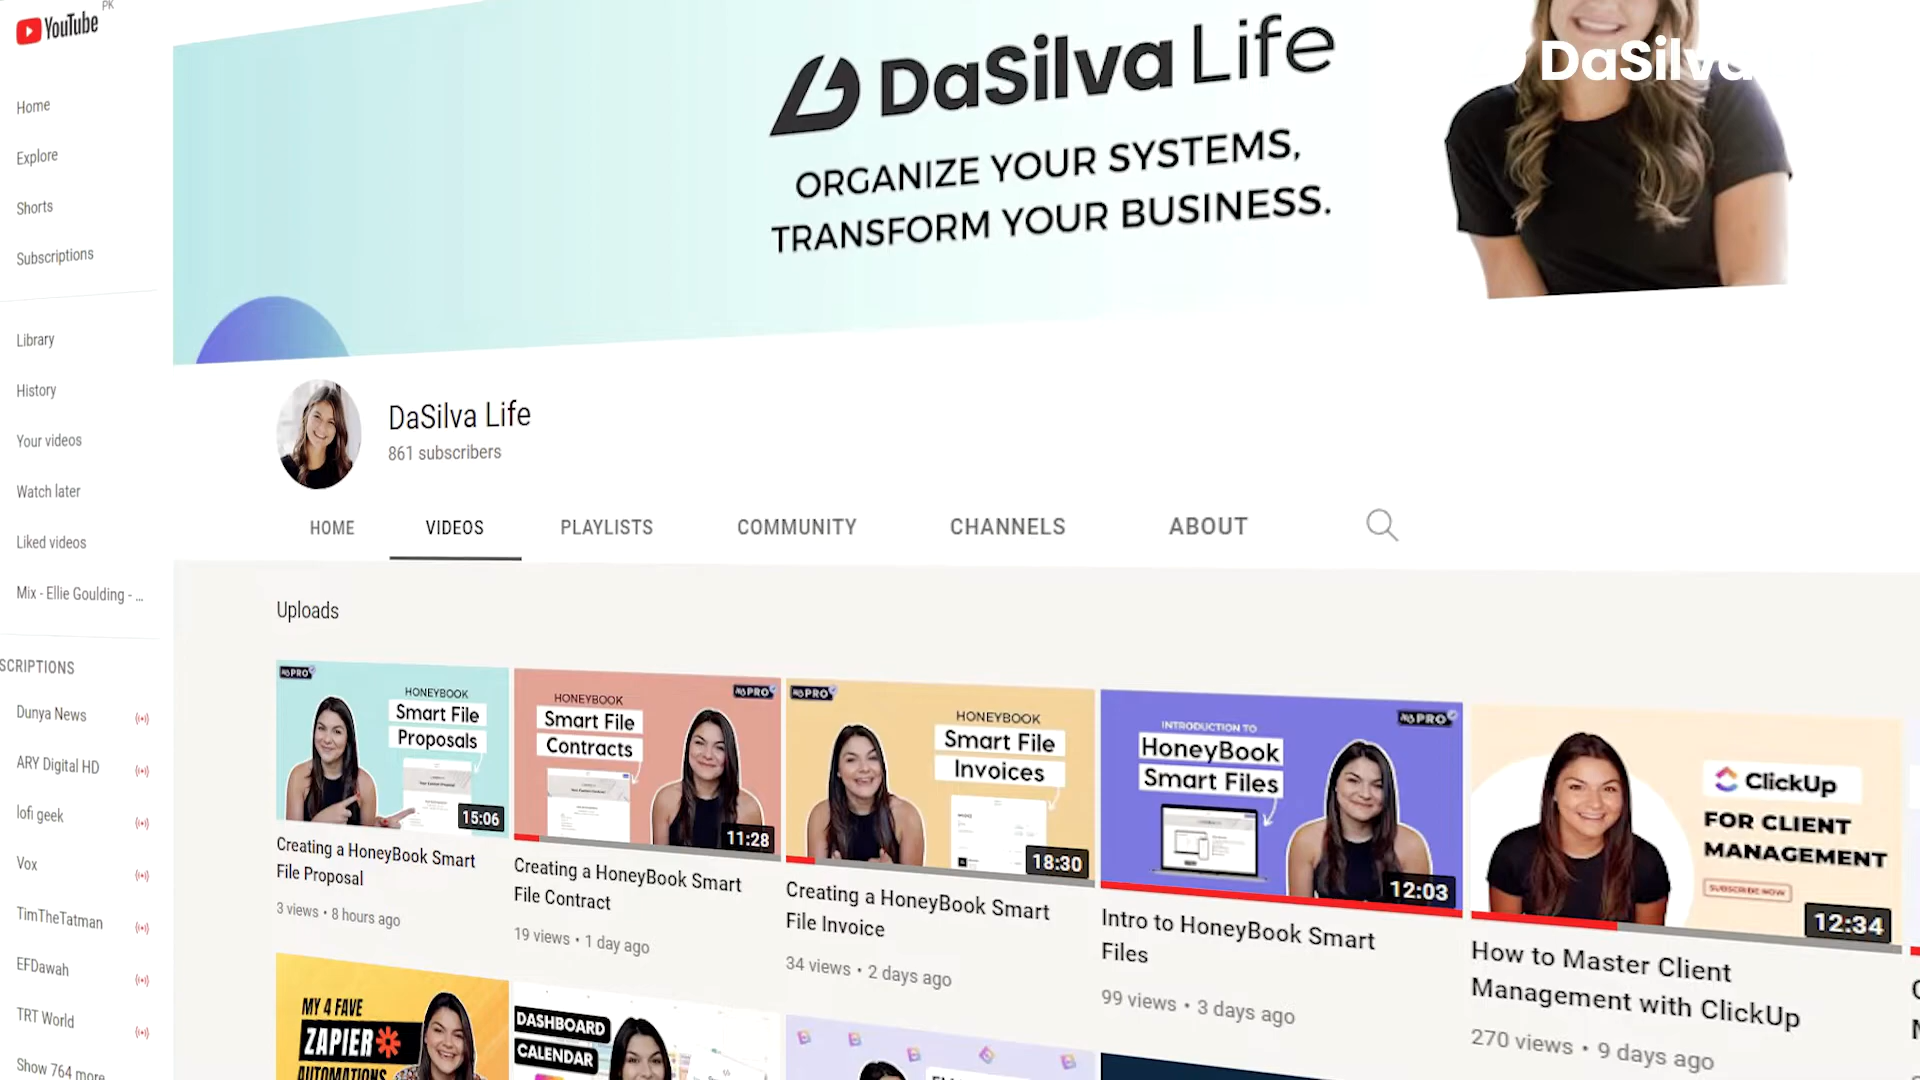 PK
YouTube
Home
Explore
Shorts
Subscriptions
Library
History
Your videos
Watch later
Liked videos
Mix - Ellie Goulding - ...
SCRIPTIONS
Dunya News
ARY Digital HD
lofi geek
Vox
TimTheTatman
EFDawah
TRT World
Show 764 more
DaSilva Life
ORGANIZE YOUR SYSTEMS,
TRANSFORM YOUR BUSINESS.
DaSilva
DaSilva Life
861 subscribers
HOME
VIDEOS
PLAYLISTS
COMMUNITY
CHANNELS
ABOUT
Uploads
PRO
HONEYBOOK
Smart File
Proposals
15:06
Creating a HoneyBook Smart
File Proposal
3 views • 8 hours ago
PRO
HONEYBOOK
Smart File
Contracts
11:28
Creating a HoneyBook Smart
File Contract
19 views • 1 day ago
PRO
HONEYBOOK
Smart File
Invoices
18:30
Creating a HoneyBook Smart
File Invoice
34 views • 2 days ago
PRO
INTRODUCTION TO
HoneyBook
Smart Files
12:03
Intro to HoneyBook Smart
Files
99 views • 3 days ago
ClickUp
FOR CLIENT
MANAGEMENT
SUBSCRIBE NOW
12:34
How to Master Client
Management with ClickUp
270 views • 9 days ago
MY 4 FAVE
ZAPIER
AUTOMATIONS
DASHBOARD
CALENDAR